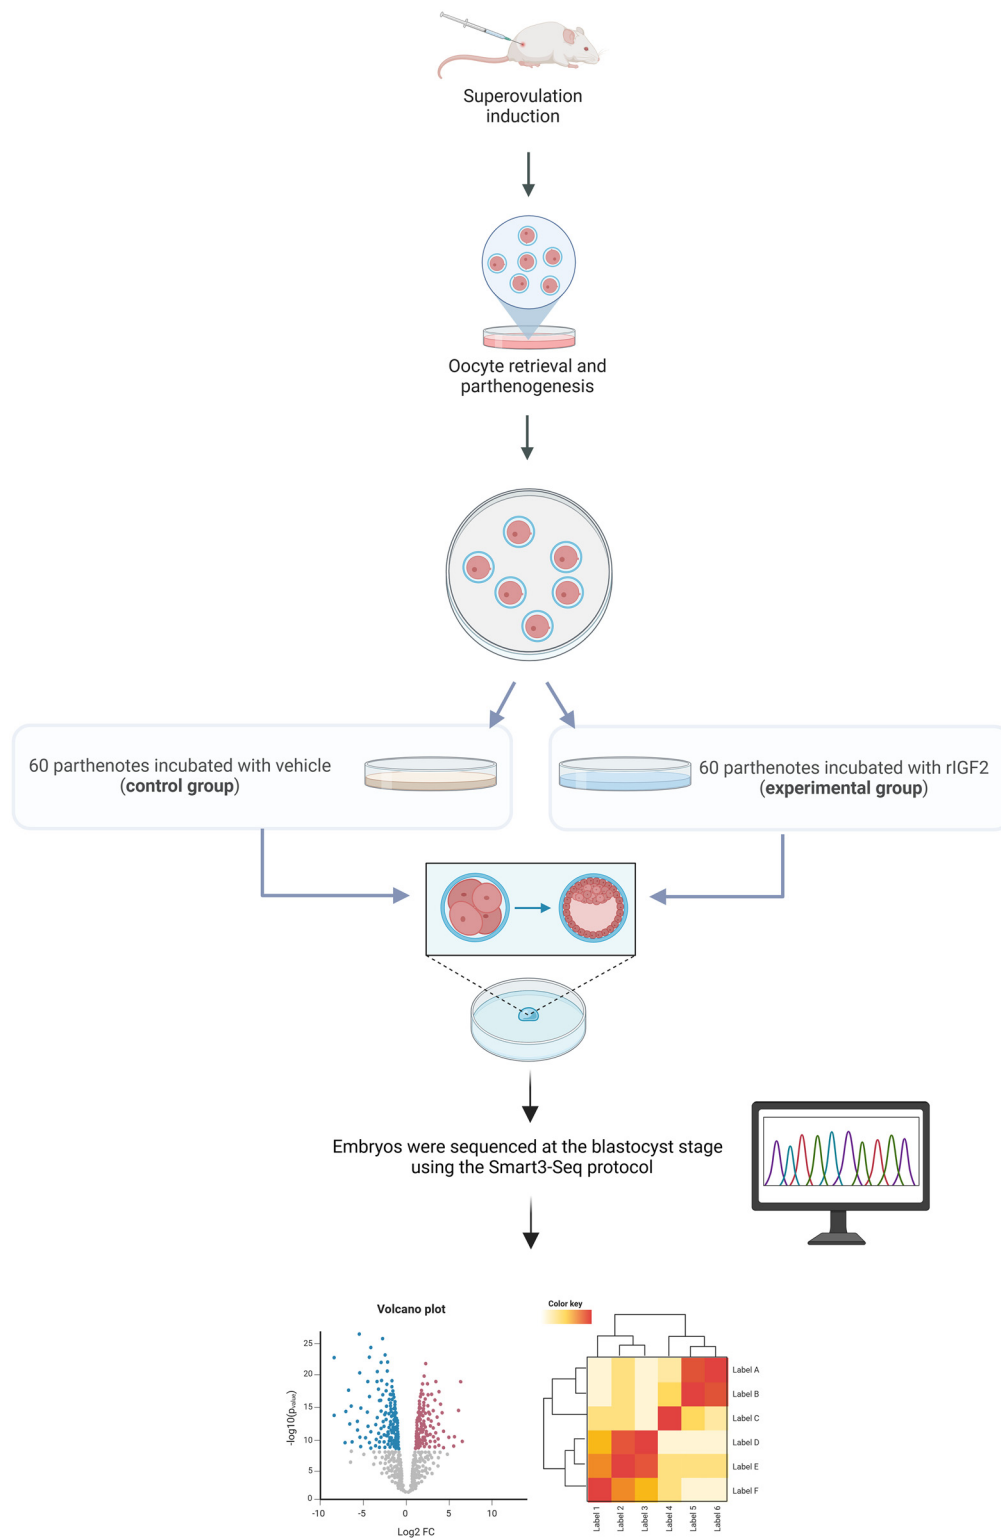 Superovulation
induction
Oocyte retrieval and
parthenogenesis
60 parthenotes incubated with vehicle
(control group)
60 parthenotes incubated with rIGF2
(experimental group)
Embryos were sequenced at the blastocyst stage
using the Smart3-Seq protocol
Volcano plot
25
20
15
10
5
0
-log10(pvalue)
-10
-5
0
5
10
Log2 FC
Color key
Label A
Label B
Label C
Label D
Label E
Label F
Label 1
Label 2
Label 3
Label 4
Label 5
Label 6